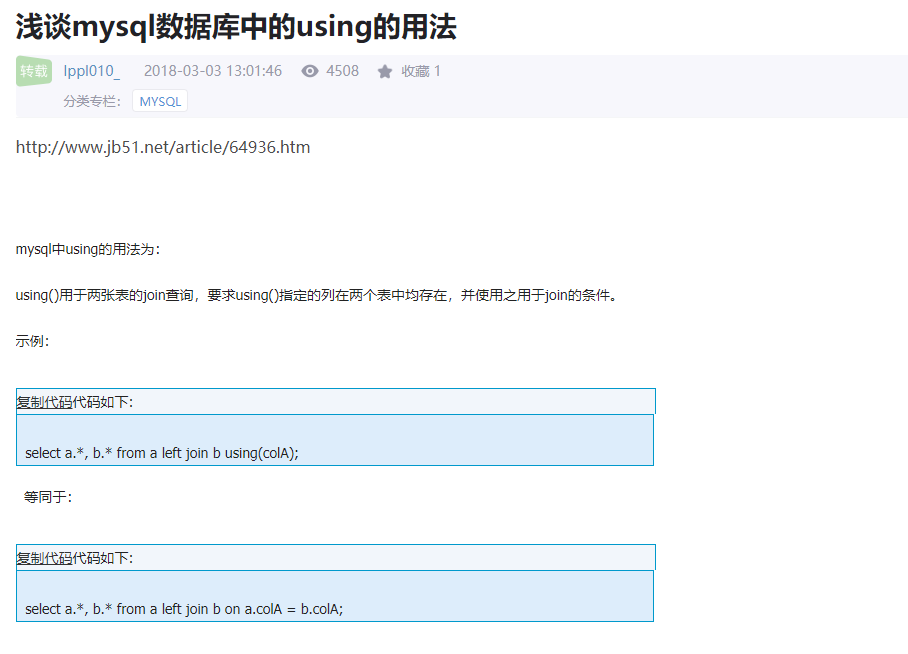 浅谈mysql数据库中的using的用法
转载 lppl010_ 2018-03-03 13:01:46 4508 收藏 1
分类专栏： MYSQL
http://www.jb51.net/article/64936.htm
mysql中using的用法为：
using()用于两张表的join查询，要求using()指定的列在两个表中均存在，并使用之用于join的条件。
示例：
复制代码代码如下：
select a.*, b.* from a left join b using(colA);
等同于：
复制代码代码如下：
select a.*, b.* from a left join b on a.colA = b.colA;